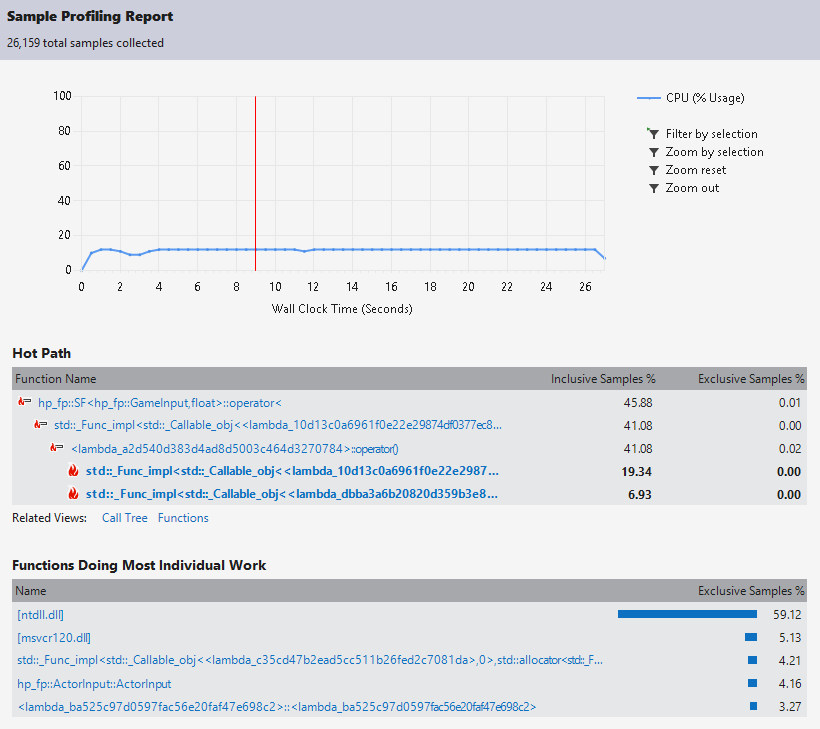 Sample Profiling Report
26,159 total samples collected
100
80
60
40
20
0
0 2 4 6 8 10 12 14 16 18 20 22 24 26
Wall Clock Time (Seconds)
CPU (% Usage)
Filter by selection
Zoom by selection
Zoom reset
Zoom out
Hot Path
Function Name Inclusive Samples % Exclusive Samples %
hp_fp::SF<hp_fp::GameInput,float>::operator< 45.88 0.01
std::_Func_impl<std::_Callable_obj<<lambda_10d13c0a6961f0e22e29874df0377ec8... 41.08 0.00
<lambda_a2d540d383d4ad8d5003c464d3270784>::operator() 41.08 0.02
std::_Func_impl<std::_Callable_obj<<lambda_10d13c0a6961f0e22e2987... 19.34 0.00
std::_Func_impl<std::_Callable_obj<<lambda_dbba3a6b20820d359b3e8... 6.93 0.00
Related Views: Call Tree Functions
Functions Doing Most Individual Work
Name Exclusive Samples %
[ntdll.dll] 59.12
[msvcr120.dll] 5.13
std::_Func_impl<std::_Callable_obj<<lambda_c35cd47b2ead5cc511b26fed2c7081da>,0>,std::allocator<std::_F... 4.21
hp_fp::ActorInput::ActorInput 4.16
<lambda_ba525c97d0597fac56e20faf47e698c2>::<lambda_ba525c97d0597fac56e20faf47e698c2> 3.27